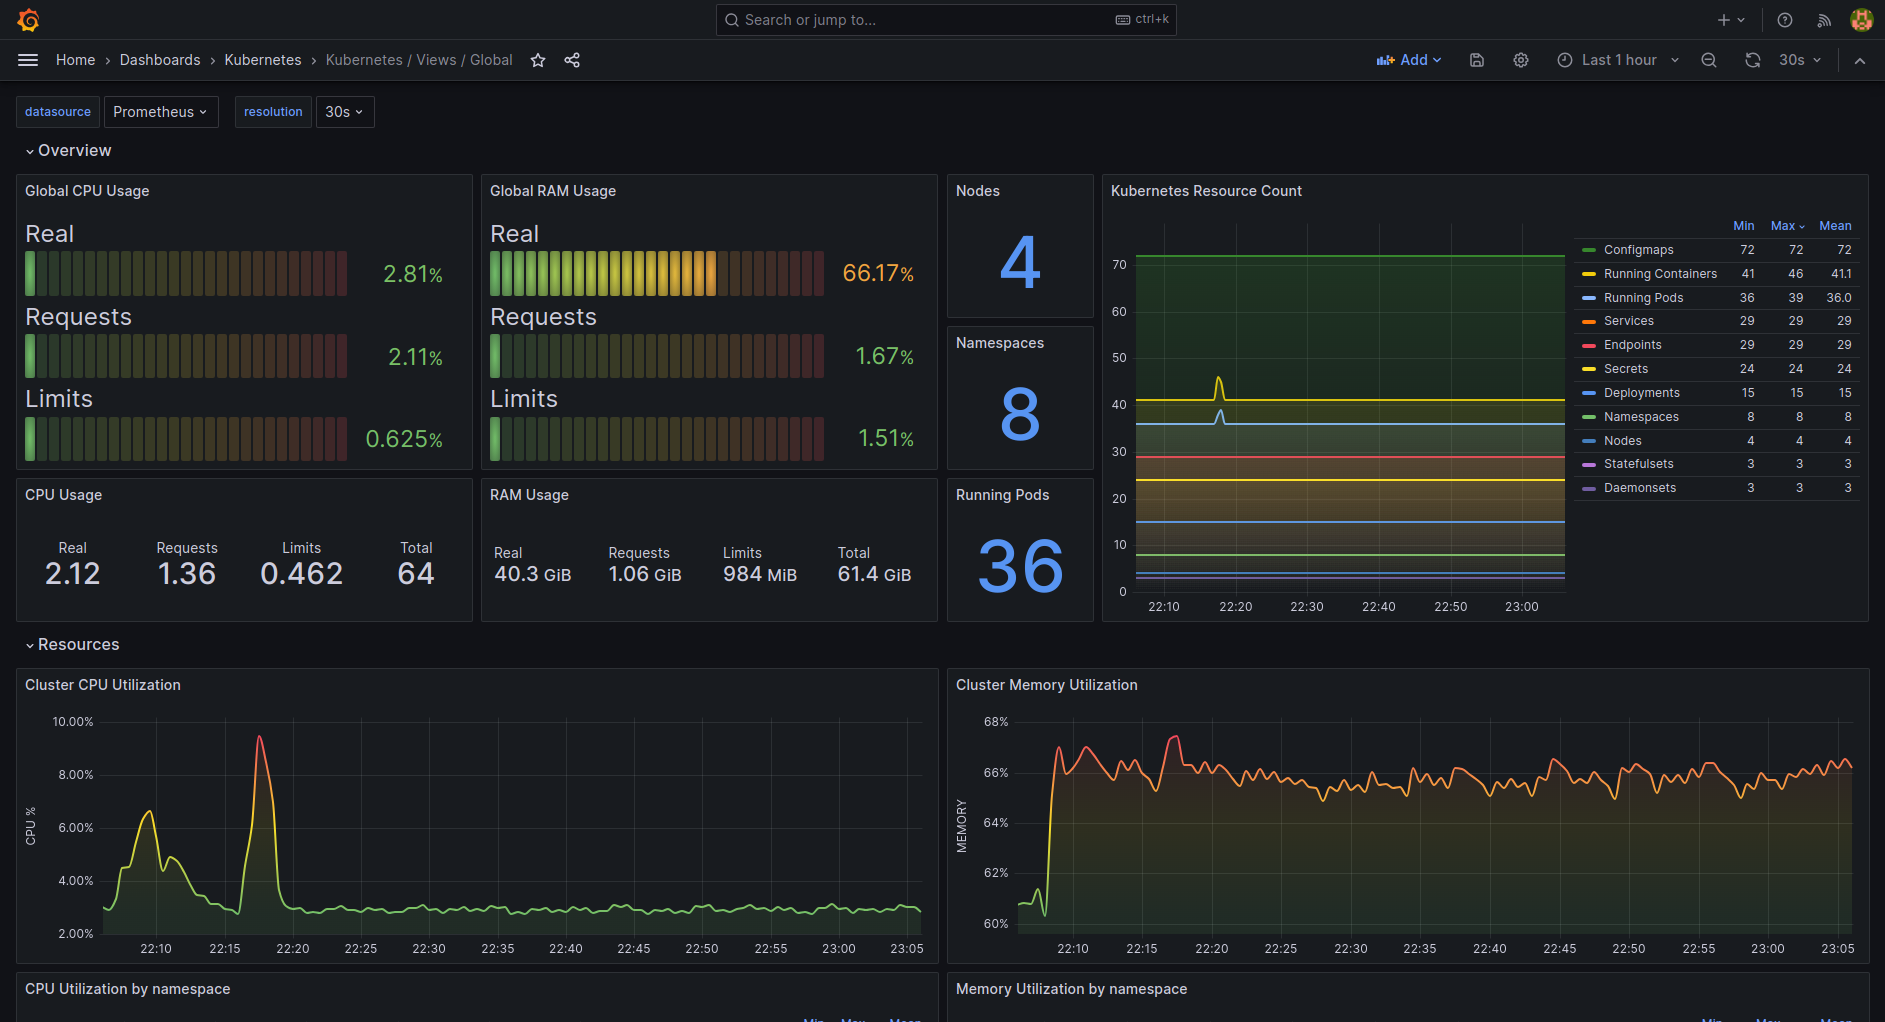 Search or jump to... ctrl+k
Home › Dashboards › Kubernetes › Kubernetes / Views / Global Add Last 1 hour 30s
datasource Prometheus resolution 30s
Overview
Global CPU Usage
Real
2.81%
Requests
2.11%
Limits
0.625%
Global RAM Usage
Real
66.17%
Requests
1.67%
Limits
1.51%
Nodes
4
Namespaces
8
Running Pods
36
CPU Usage
Real Requests Limits Total
2.12 1.36 0.462 64
RAM Usage
Real Requests Limits Total
40.3 GiB 1.06 GiB 984 MiB 61.4 GiB
Kubernetes Resource Count
70
60
50
40
30
20
10
0
22:10 22:20 22:30 22:40 22:50 23:00
Min Max Mean
Configmaps 72 72 72
Running Containers 41 46 41.1
Running Pods 36 39 36.0
Services 29 29 29
Endpoints 29 29 29
Secrets 24 24 24
Deployments 15 15 15
Namespaces 8 8 8
Nodes 4 4 4
Statefulsets 3 3 3
Daemonsets 3 3 3
Resources
Cluster CPU Utilization
CPU %
10.00%
8.00%
6.00%
4.00%
2.00%
22:10 22:15 22:20 22:25 22:30 22:35 22:40 22:45 22:50 22:55 23:00 23:05
Cluster Memory Utilization
MEMORY
68%
66%
64%
62%
60%
22:10 22:15 22:20 22:25 22:30 22:35 22:40 22:45 22:50 22:55 23:00 23:05
CPU Utilization by namespace
Min Max Mean
Memory Utilization by namespace
Min Max Mean